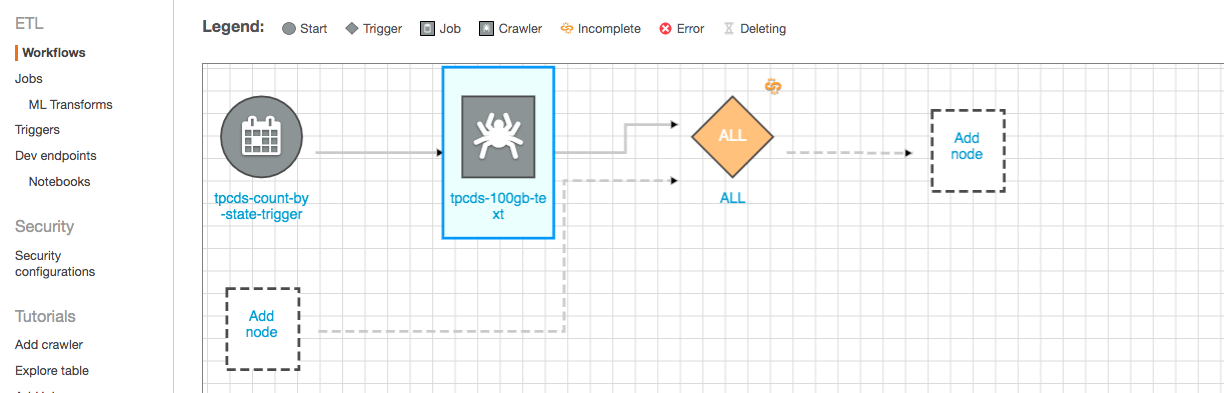 ETL
Workflows
Jobs
ML Transforms
Triggers
Dev endpoints
Notebooks
Security
Security
configurations
Tutorials
Add crawler
Explore table
Legend: Start Trigger Job Crawler Incomplete Error Deleting
tpcds-count-by
-state-trigger
tpcds-100gb-te
xt
ALL
ALL
Add
node
Add
node